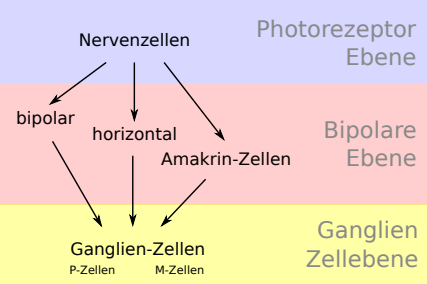 Photorezeptor
Ebene
Nervenzellen
Bipolare
Ebene
bipolar
horizontal
Amakrin-Zellen
Ganglien
Zellebene
Ganglien-Zellen
P-Zellen M-Zellen